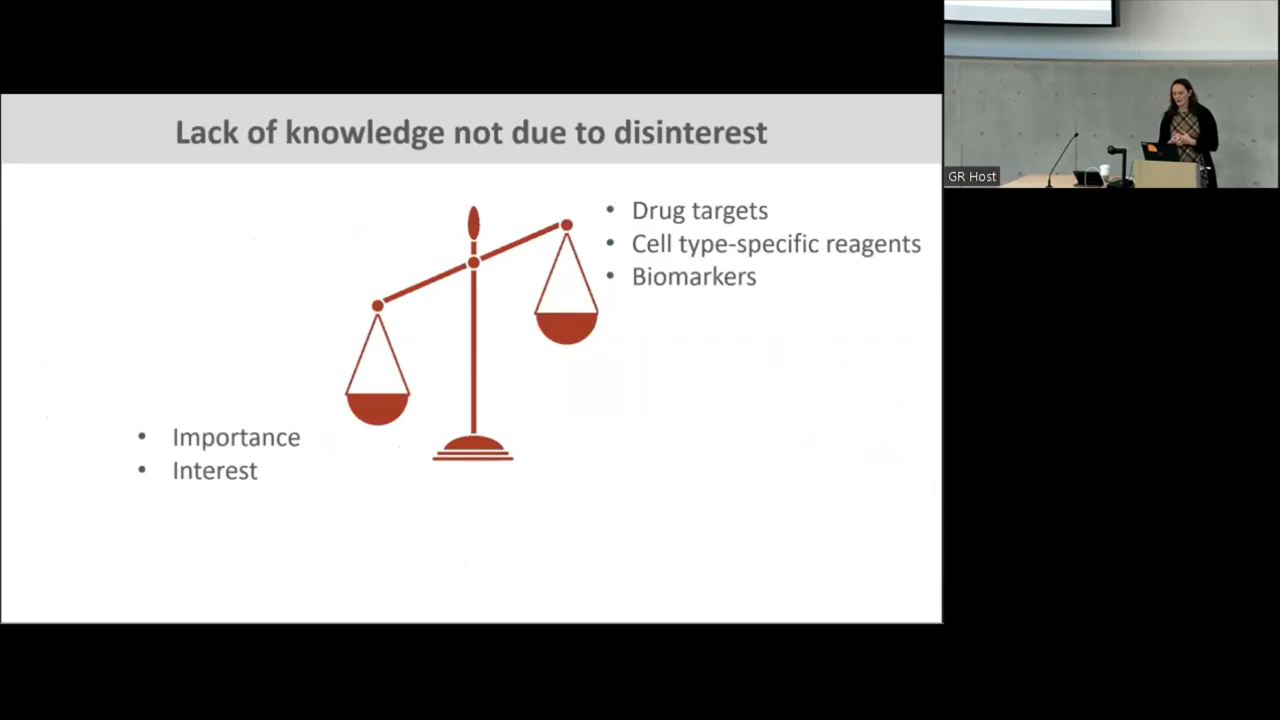 Lack of knowledge not due to disinterest
• Drug targets
• Cell type-specific reagents
• Biomarkers
• Importance
• Interest
GR Host